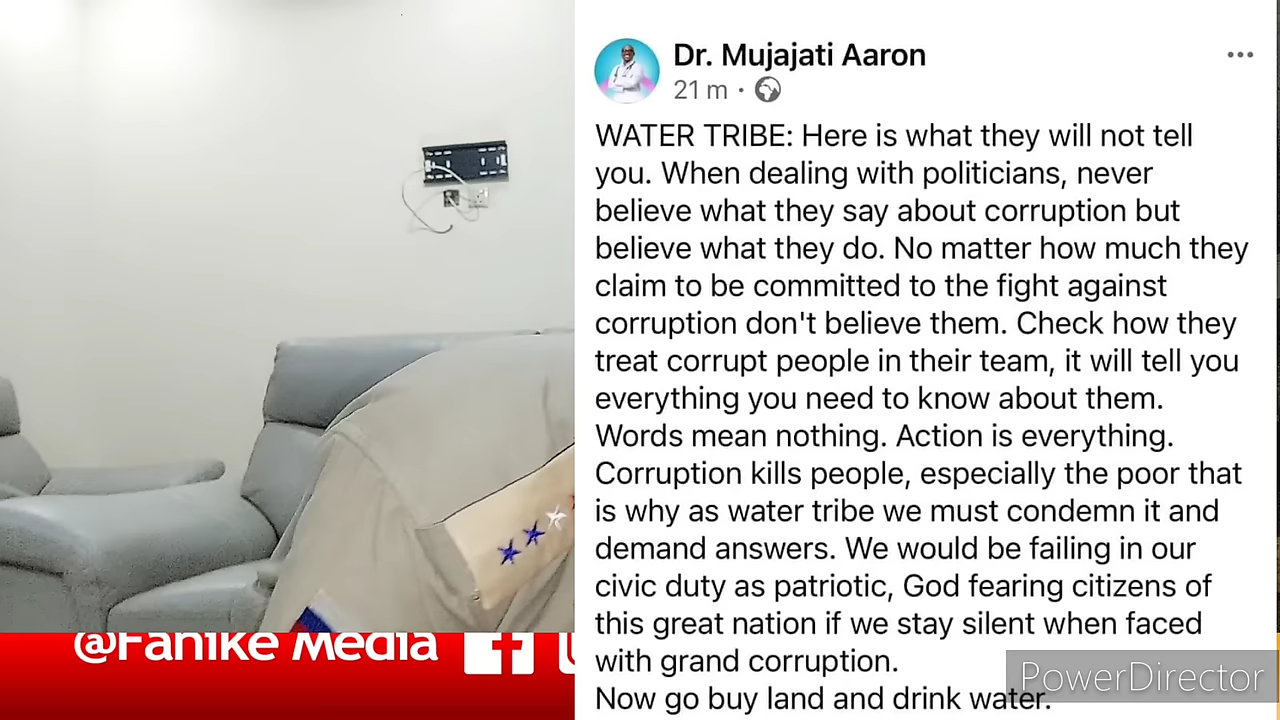 Dr. Mujajati Aaron
21 m ·
WATER TRIBE: Here is what they will not tell
you. When dealing with politicians, never
believe what they say about corruption but
believe what they do. No matter how much they
claim to be committed to the fight against
corruption don't believe them. Check how they
treat corrupt people in their team, it will tell you
everything you need to know about them.
Words mean nothing. Action is everything.
Corruption kills people, especially the poor that
is why as water tribe we must condemn it and
demand answers. We would be failing in our
civic duty as patriotic, God fearing citizens of
this great nation if we stay silent when faced
with grand corruption.
Now go buy land and drink water.
@Fanike Media
PowerDirector